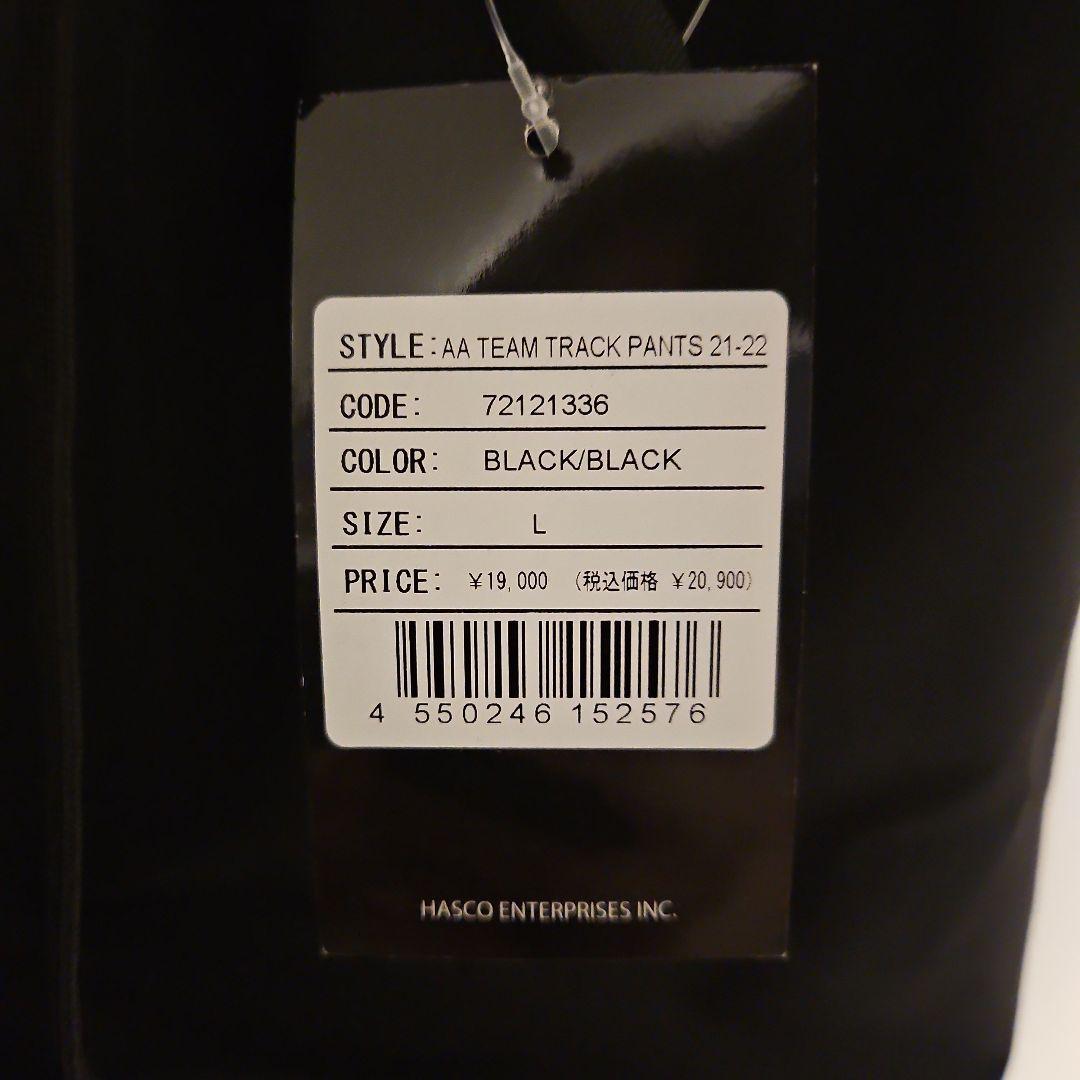 STYLE: AA TEAM TRACK PANTS 21-22
CODE: 72121336
COLOR: BLACK/BLACK
SIZE: L
PRICE: ¥19,000 (税込価格 ¥20,900)
4 550246 152576
HASCO ENTERPRISES INC.